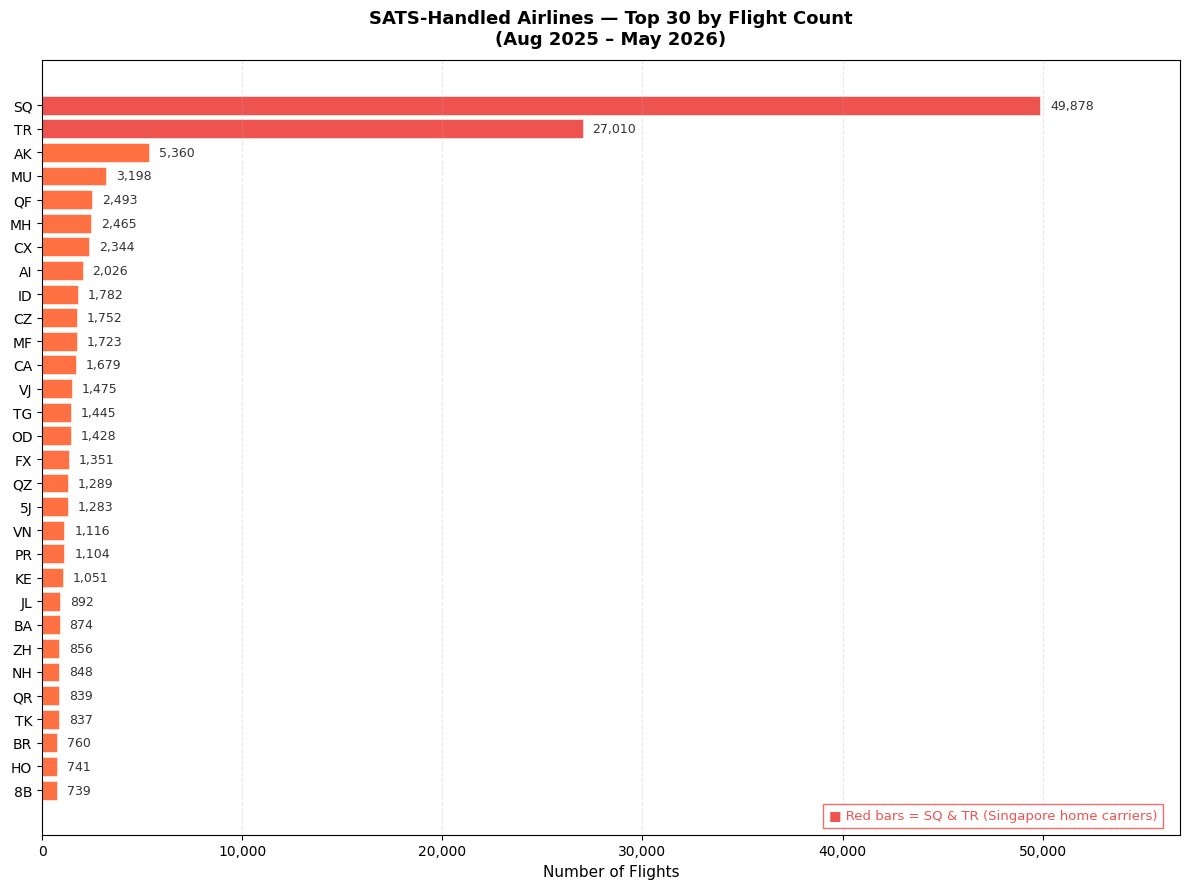 SATS-Handled Airlines — Top 30 by Flight Count
(Aug 2025 – May 2026)
SQ 49,878
TR 27,010
AK 5,360
MU 3,198
QF 2,493
MH 2,465
CX 2,344
AI 2,026
ID 1,782
CZ 1,752
MF 1,723
CA 1,679
VJ 1,475
TG 1,445
OD 1,428
FX 1,351
QZ 1,289
5J 1,283
VN 1,116
PR 1,104
KE 1,051
JL 892
BA 874
ZH 856
NH 848
QR 839
TK 837
BR 760
HO 741
8B 739
■ Red bars = SQ & TR (Singapore home carriers)
0 10,000 20,000 30,000 40,000 50,000
Number of Flights